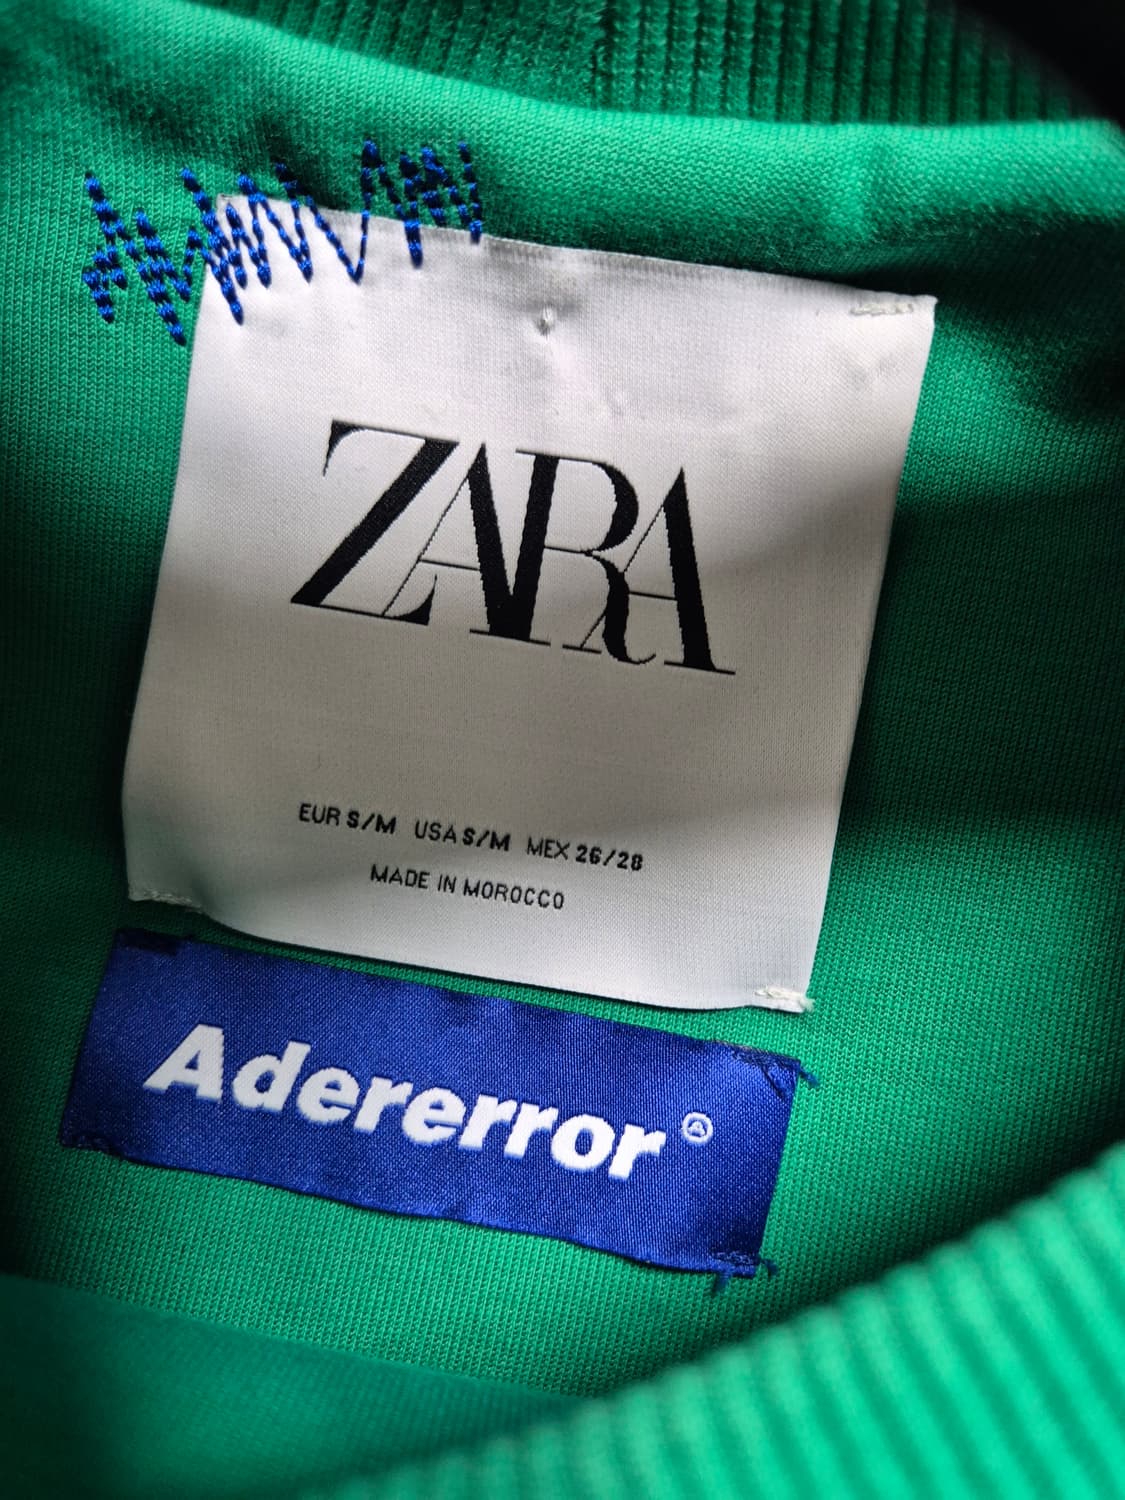 ZARA
EUR S/M USA S/M MEX 26/28
MADE IN MOROCCO
Adererror